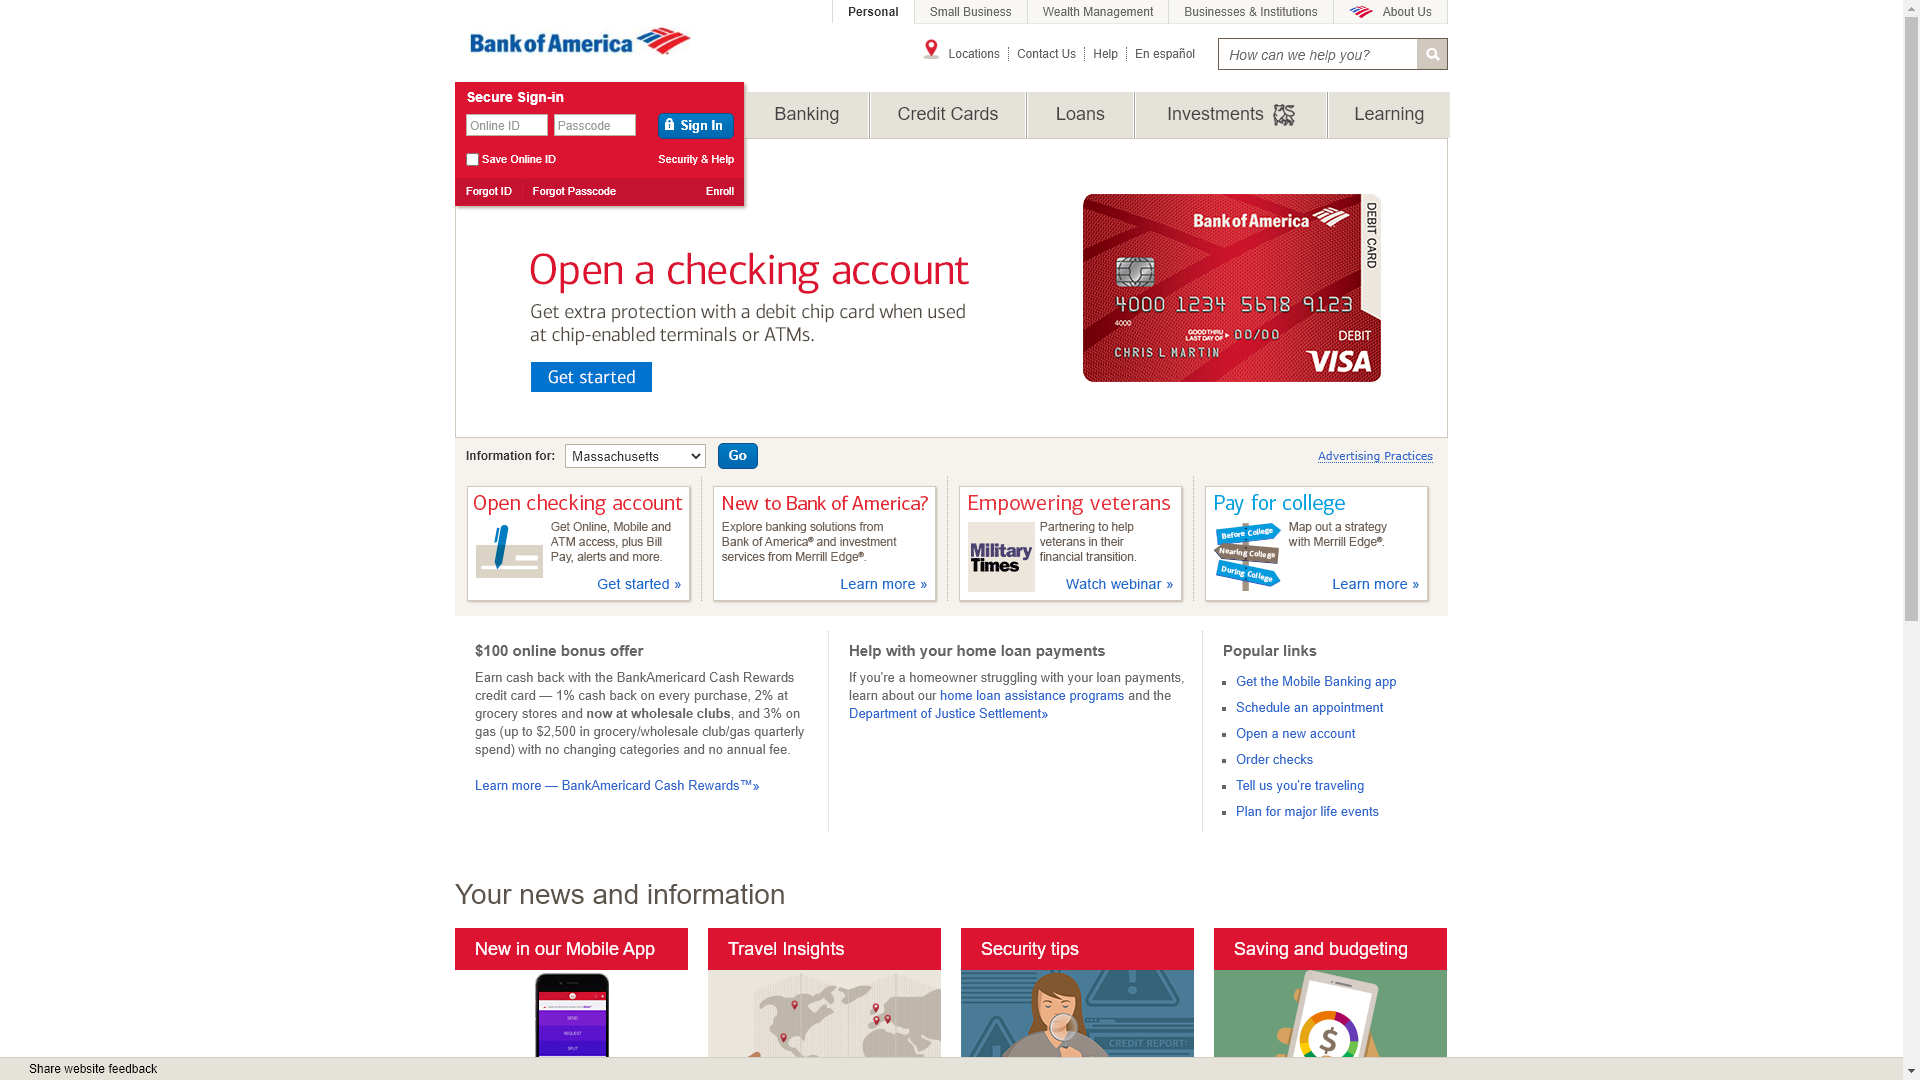 Personal
Small Business
Wealth Management
Businesses & Institutions
About Us
Bank of America
Locations
Contact Us
Help
En español
How can we help you?
Secure Sign-in
Online ID
Passcode
Sign In
Save Online ID
Security & Help
Forgot ID
Forgot Passcode
Enroll
Banking
Credit Cards
Loans
Investments
Learning
Open a checking account
Get extra protection with a debit chip card when used
at chip-enabled terminals or ATMs.
Get started
Bank of America
DEBIT CARD
4000 1234 5678 9123
4000
GOOD THRU
LAST DAY OF
00/00
DEBIT
CHRIS L MARTIN
VISA
Information for:
Massachusetts
Go
Advertising Practices
Open checking account
Get Online, Mobile and
ATM access, plus Bill
Pay, alerts and more.
Get started »
New to Bank of America?
Explore banking solutions from
Bank of America® and investment
services from Merrill Edge®.
Learn more »
Empowering veterans
Military
Times
Partnering to help
veterans in their
financial transition.
Watch webinar »
Pay for college
Before College
Nearing College
During College
Map out a strategy
with Merrill Edge®.
Learn more »
$100 online bonus offer
Earn cash back with the BankAmericard Cash Rewards
credit card — 1% cash back on every purchase, 2% at
grocery stores and now at wholesale clubs, and 3% on
gas (up to $2,500 in grocery/wholesale club/gas quarterly
spend) with no changing categories and no annual fee.
Learn more — BankAmericard Cash Rewards™»
Help with your home loan payments
If you're a homeowner struggling with your loan payments,
learn about our home loan assistance programs and the
Department of Justice Settlement»
Popular links
Get the Mobile Banking app
Schedule an appointment
Open a new account
Order checks
Tell us you're traveling
Plan for major life events
Your news and information
New in our Mobile App
SEND
REQUEST
SPLIT
Travel Insights
Security tips
CREDIT REPORT:
Saving and budgeting
$
Share website feedback